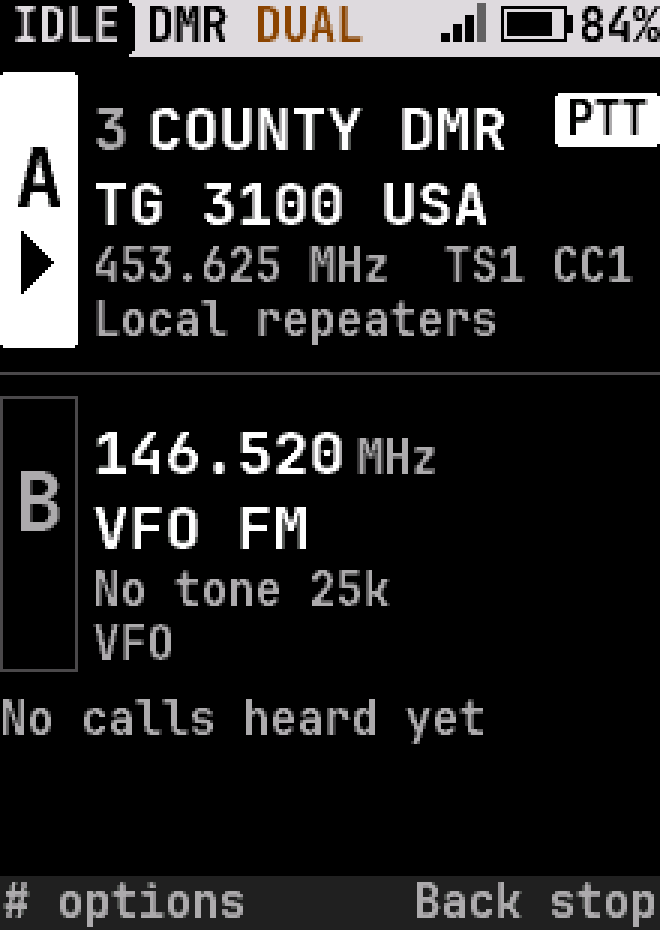 IDLE DMR DUAL 84%
3 COUNTY DMR PTT
A
TG 3100 USA
453.625 MHz TS1 CC1
Local repeaters
146.520 MHz
B
VFO FM
No tone 25k
VFO
No calls heard yet
# options Back stop